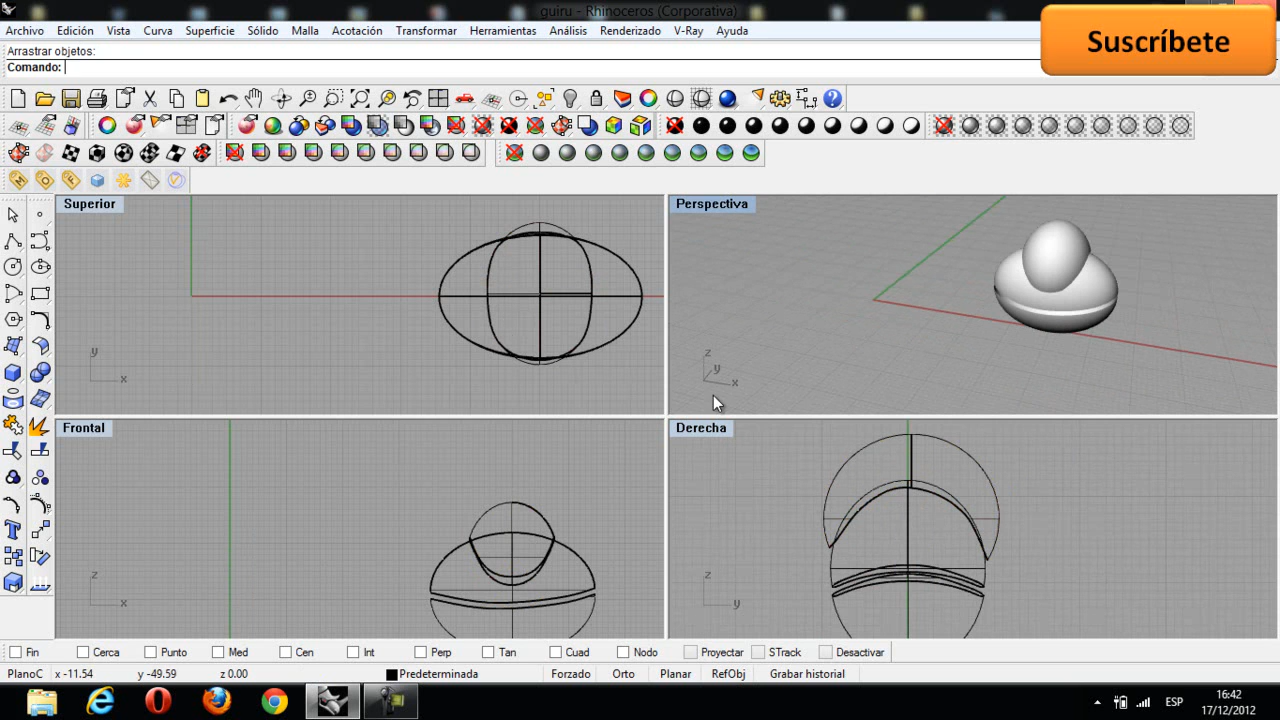 guiru - Rhinoceros (Corporativa)
Suscríbete
Archivo Edición Vista Curva Superficie Sólido Malla Acotación Transformar Herramientas Análisis Renderizado V-Ray Ayuda
Arrastrar objetos:
Comando:
Superior
y
x
Perspectiva
z
y
x
Frontal
z
x
Derecha
z
y
Fin Cerca Punto Med Cen Int Perp Tan Cuad Nodo Proyectar STrack Desactivar
PlanoC x -11.54 y -49.59 z 0.00 Predeterminada Forzado Orto Planar RefObj Grabar historial
ESP
16:42
17/12/2012